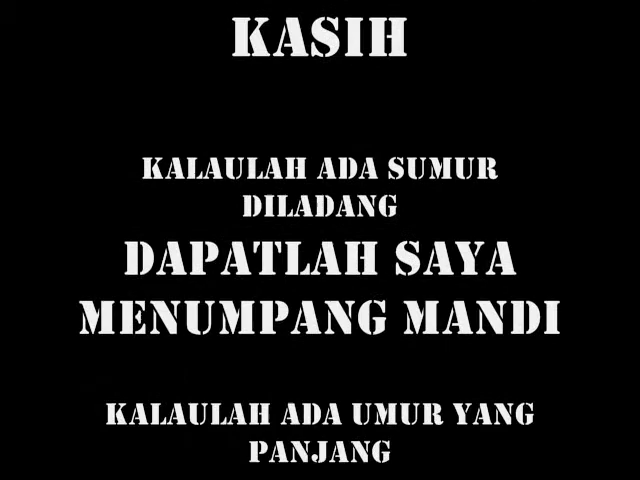 KASIH
KALAULAH ADA SUMUR
DILADANG
DAPATLAH SAYA
MENUMPANG MANDI
KALAULAH ADA UMUR YANG
PANJANG